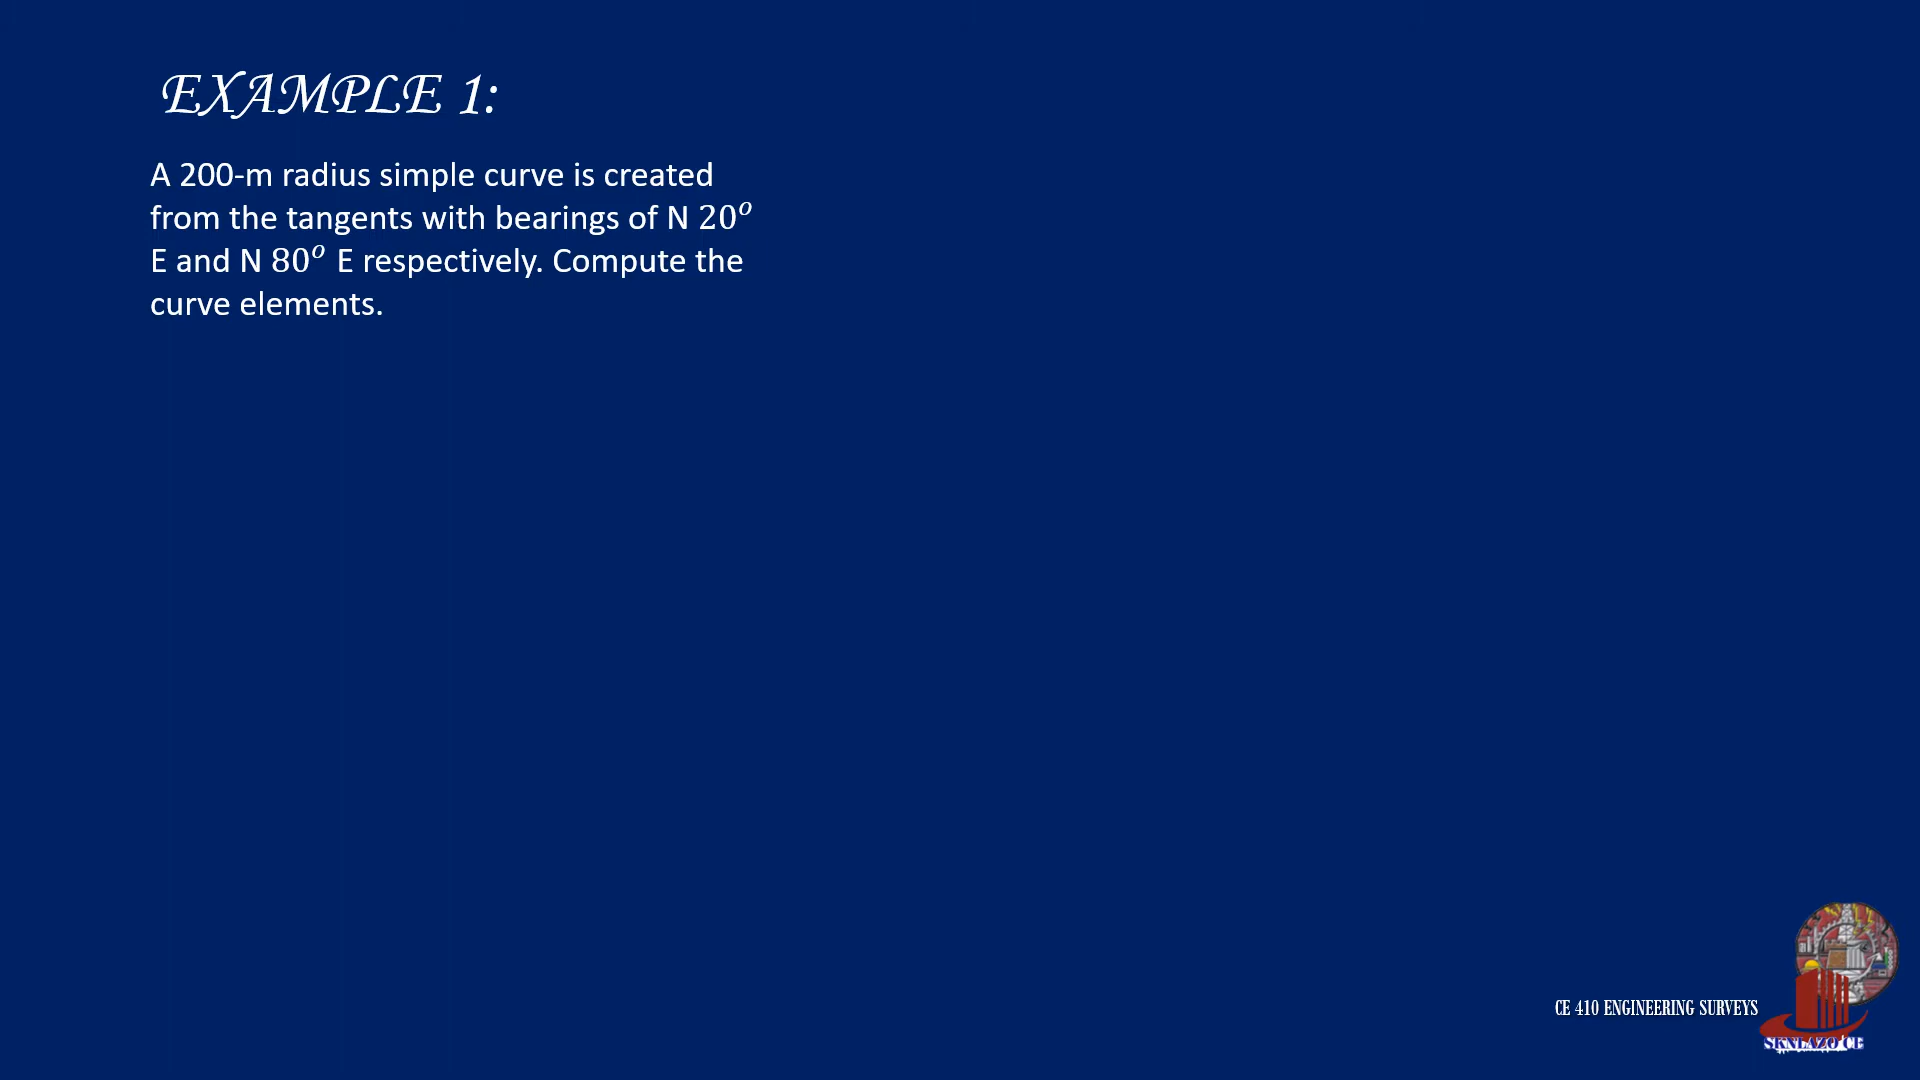 EXAMPLE 1:
A 200-m radius simple curve is created
from the tangents with bearings of N 20°
E and N 80° E respectively. Compute the
curve elements.
CE 410 ENGINEERING SURVEYS